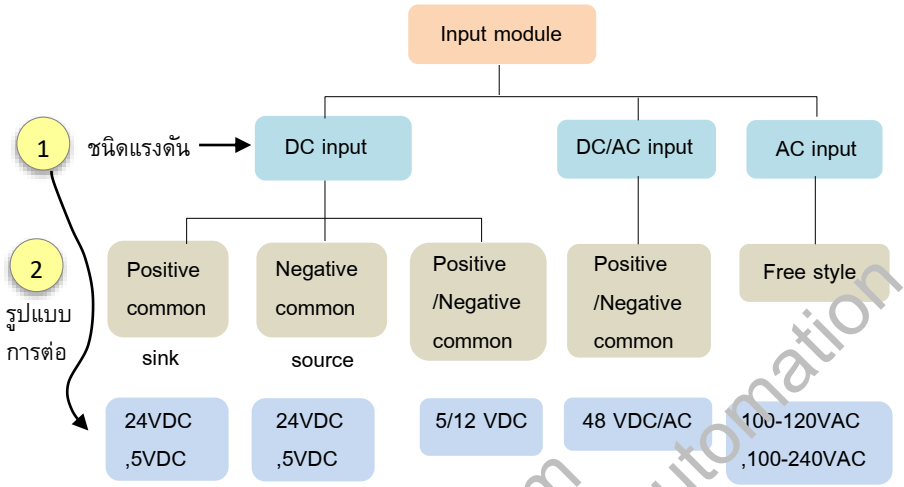 Input module
1
ชนิดแรงดัน
DC input
DC/AC input
AC input
2
รูปแบบ
การต่อ
Positive
common
Negative
common
Positive
/Negative
common
Positive
/Negative
common
Free style
sink
source
24VDC
,5VDC
24VDC
,5VDC
5/12 VDC
48 VDC/AC
100-120VAC
,100-240VAC